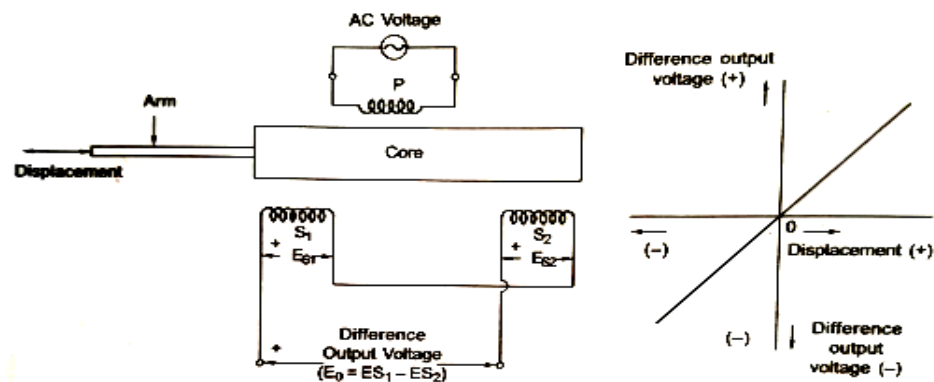 AC Voltage
P
Arm
Core
Displacement
S1
+
ES1
S2
+
ES2
+
Difference
Output Voltage
(E0 = ES1 – ES2)
Difference output
voltage (+)
0
(–)
Displacement (+)
(–)
Difference
output
voltage (–)